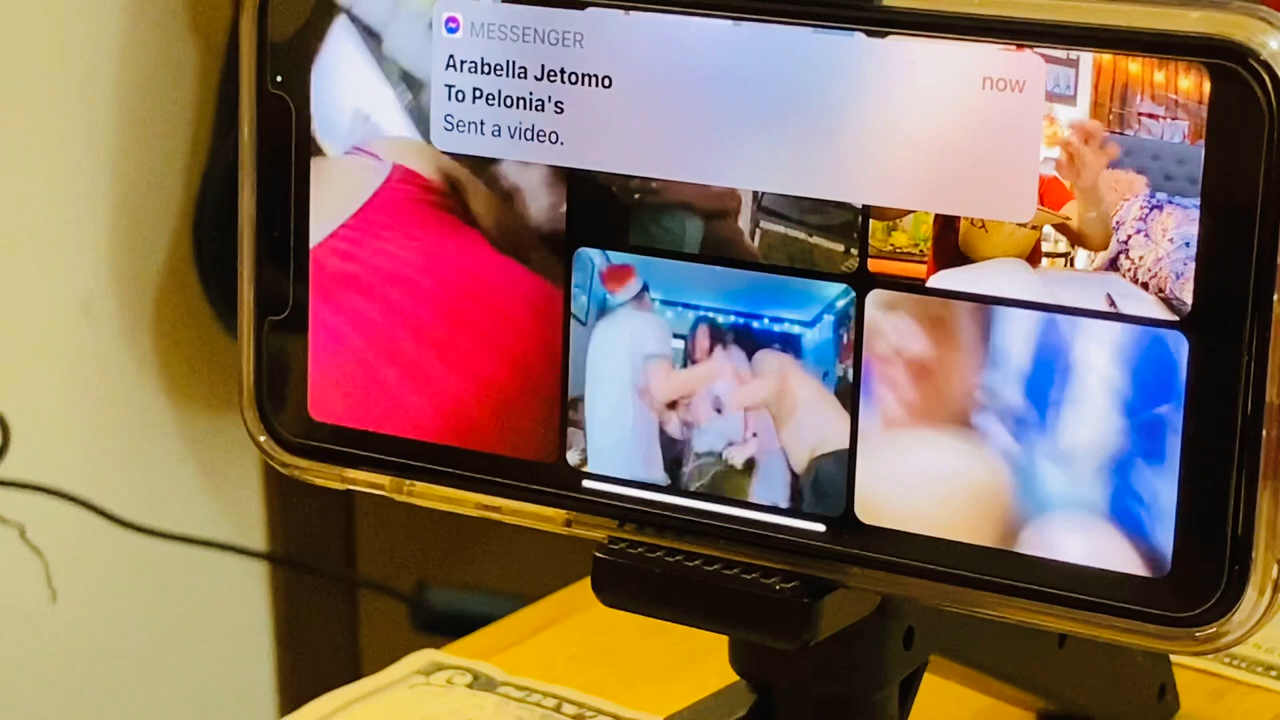 MESSENGER
Arabella Jetomo
now
To Pelonia's
Sent a video.